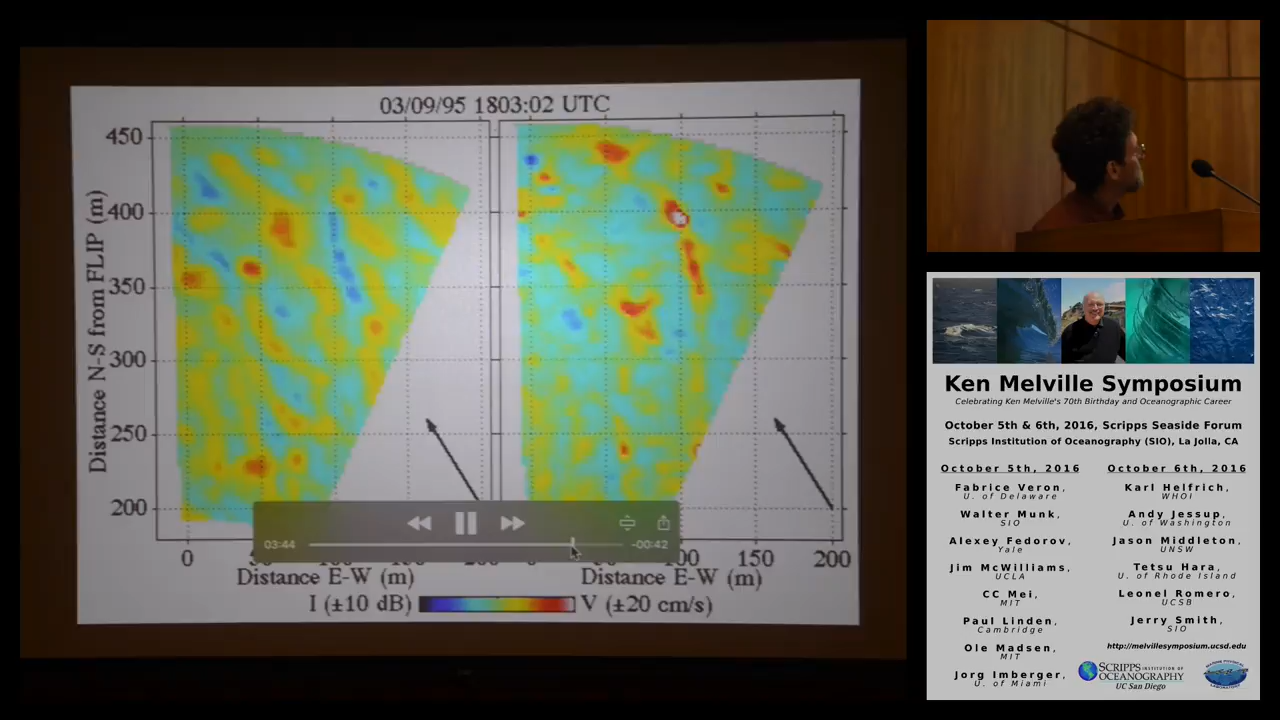 03/09/95 1803:02 UTC
450
400
350
300
250
200
Distance N-S from FLIP (m)
03:44
-00:42
0
200
0
100
150
200
Distance E-W (m)
Distance E-W (m)
I (±10 dB)
V (±20 cm/s)
Ken Melville Symposium
Celebrating Ken Melville's 70th Birthday and Oceanographic Career
October 5th & 6th, 2016, Scripps Seaside Forum
Scripps Institution of Oceanography (SIO), La Jolla, CA
October 5th, 2016
Fabrice Veron,
U. of Delaware
Walter Munk,
SIO
Alexey Fedorov,
Yale
Jim McWilliams,
UCLA
CC Mei,
MIT
Paul Linden,
Cambridge
Ole Madsen,
MIT
Jorg Imberger,
U. of Miami
October 6th, 2016
Karl Helfrich,
WHOI
Andy Jessup,
U. of Washington
Jason Middleton,
UNSW
Tetsu Hara,
U. of Rhode Island
Leonel Romero,
UCSB
Jerry Smith,
SIO
http://melvillesymposium.ucsd.edu
SCRIPPS INSTITUTION OF
OCEANOGRAPHY
UC San Diego